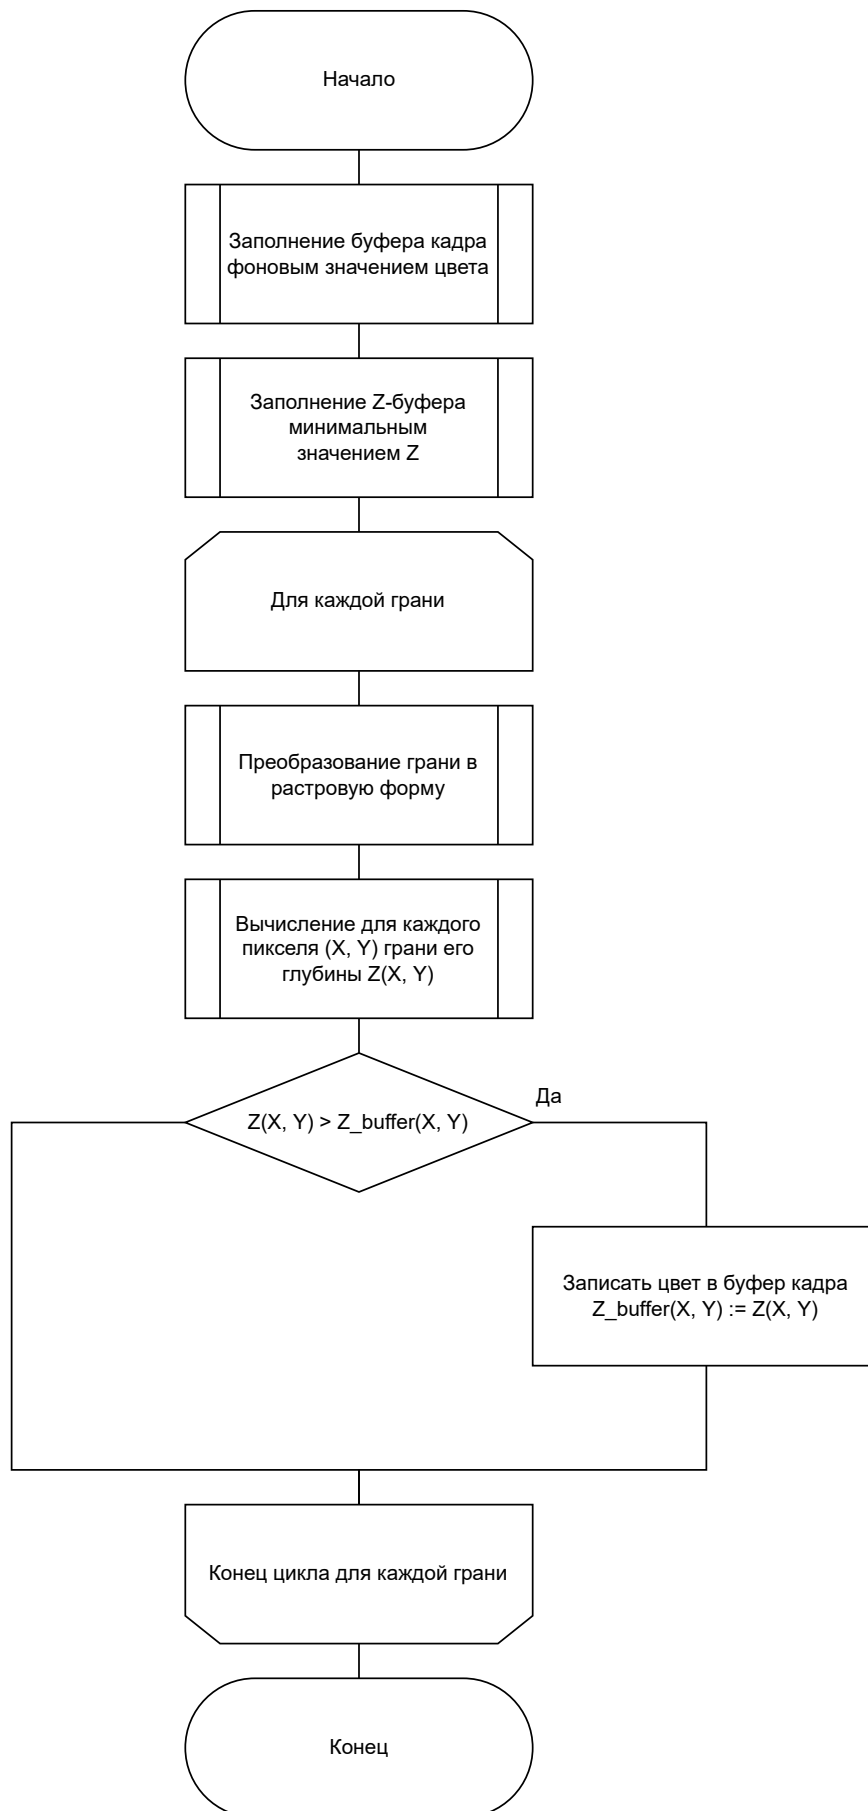 Начало
Заполнение буфера кадра
фоновым значением цвета
Заполнение Z-буфера
минимальным
значением Z
Для каждой грани
Преобразование грани в
растровую форму
Вычисление для каждого
пикселя (X, Y) грани его
глубины Z(X, Y)
Да
Z(X, Y) > Z_buffer(X, Y)
Записать цвет в буфер кадра
Z_buffer(X, Y) := Z(X, Y)
Конец цикла для каждой грани
Конец